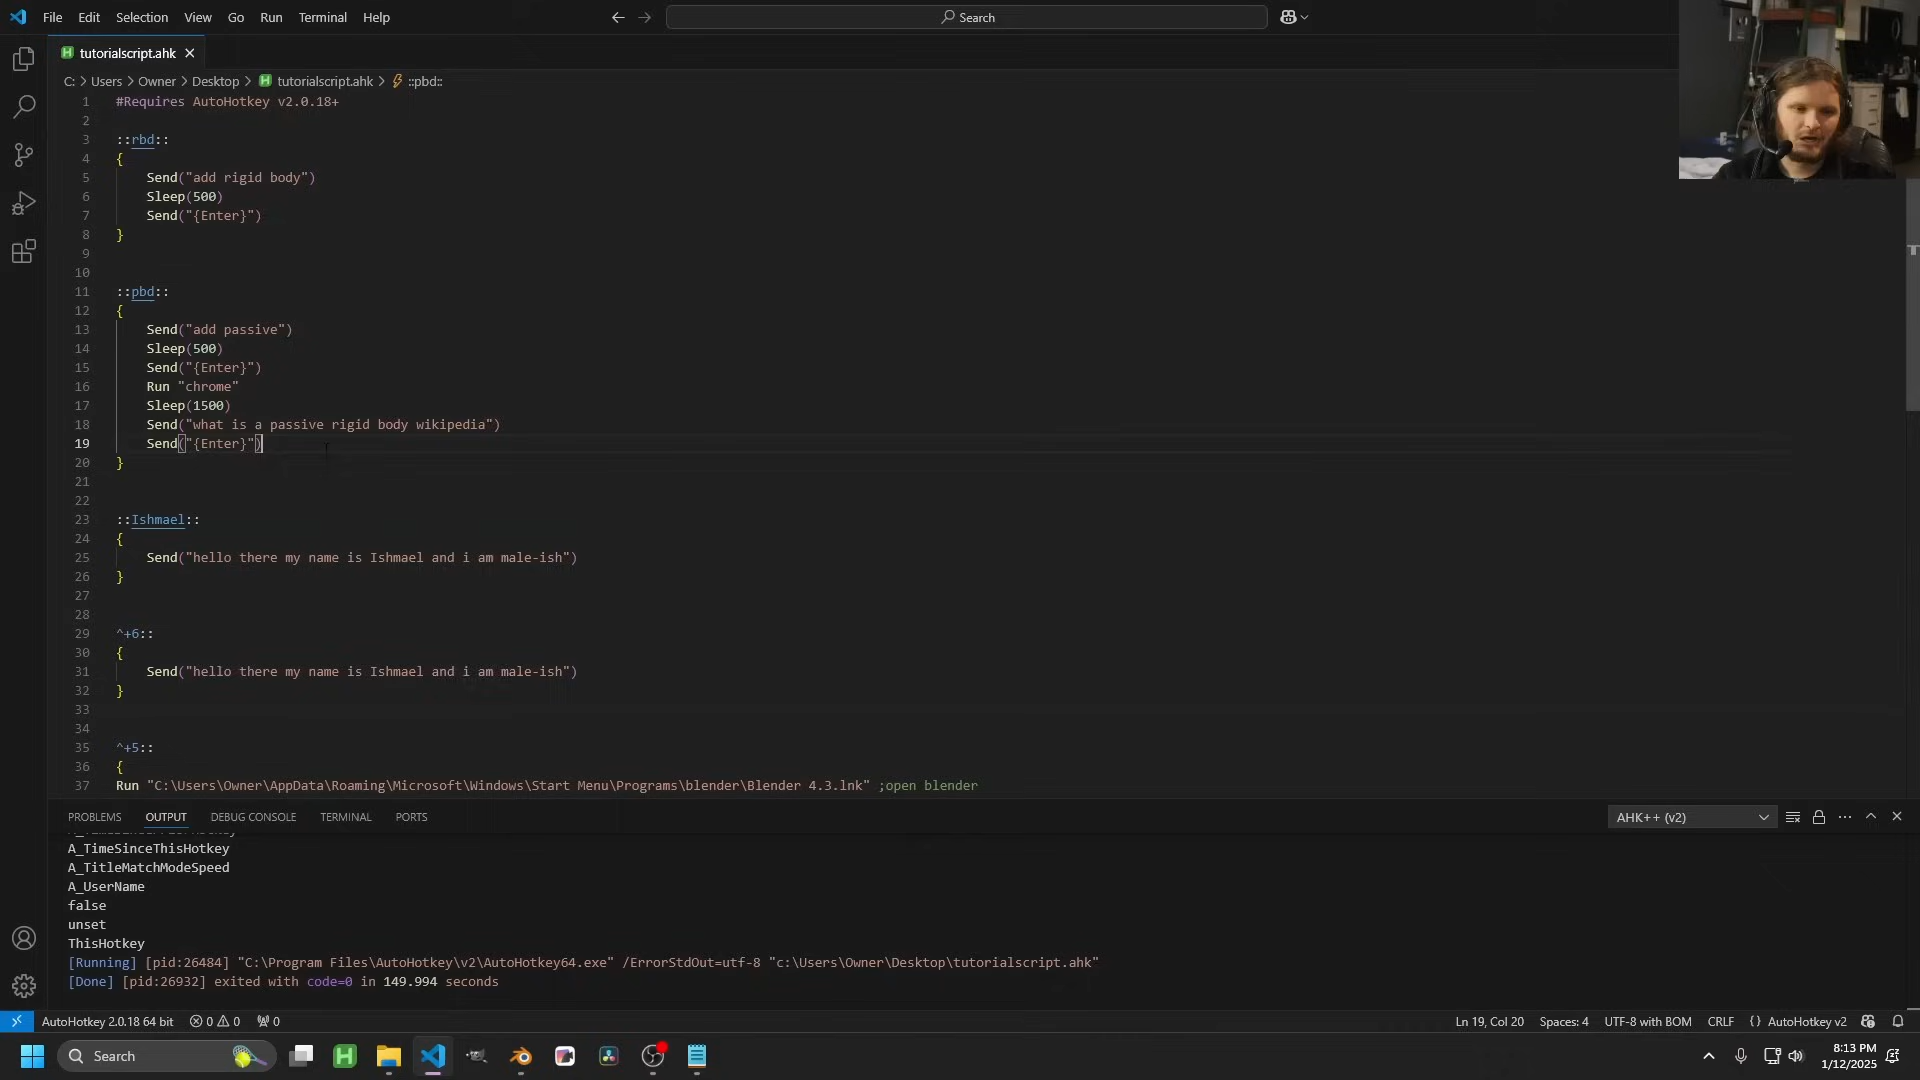 File Edit Selection View Go Run Terminal Help
Search
tutorialscript.ahk
C: > Users > Owner > Desktop > tutorialscript.ahk > ::pbd::
1 #Requires AutoHotkey v2.0.18+
2
3 ::rbd::
4 {
5 Send("add rigid body")
6 Sleep(500)
7 Send("{Enter}")
8 }
9
10
11 ::pbd::
12 {
13 Send("add passive")
14 Sleep(500)
15 Send("{Enter}")
16 Run "chrome"
17 Sleep(1500)
18 Send("what is a passive rigid body wikipedia")
19 Send("{Enter}")
20 }
21
22
23 ::Ishmael::
24 {
25 Send("hello there my name is Ishmael and i am male-ish")
26 }
27
28
29 ^+6::
30 {
31 Send("hello there my name is Ishmael and i am male-ish")
32 }
33
34
35 ^+5::
36 {
37 Run "C:\Users\Owner\AppData\Roaming\Microsoft\Windows\Start Menu\Programs\blender\Blender 4.3.lnk" ;open blender
PROBLEMS OUTPUT DEBUG CONSOLE TERMINAL PORTS
AHK++ (v2)
A_TimeSinceThisHotkey
A_TitleMatchModeSpeed
A_UserName
false
unset
ThisHotkey
[Running] [pid:26484] "C:\Program Files\AutoHotkey\v2\AutoHotkey64.exe" /ErrorStdOut=utf-8 "c:\Users\Owner\Desktop\tutorialscript.ahk"
[Done] [pid:26932] exited with code=0 in 149.994 seconds
AutoHotkey 2.0.18 64 bit 0 0 0
Ln 19, Col 20 Spaces: 4 UTF-8 with BOM CRLF {} AutoHotkey v2
Search
8:13 PM
1/12/2025